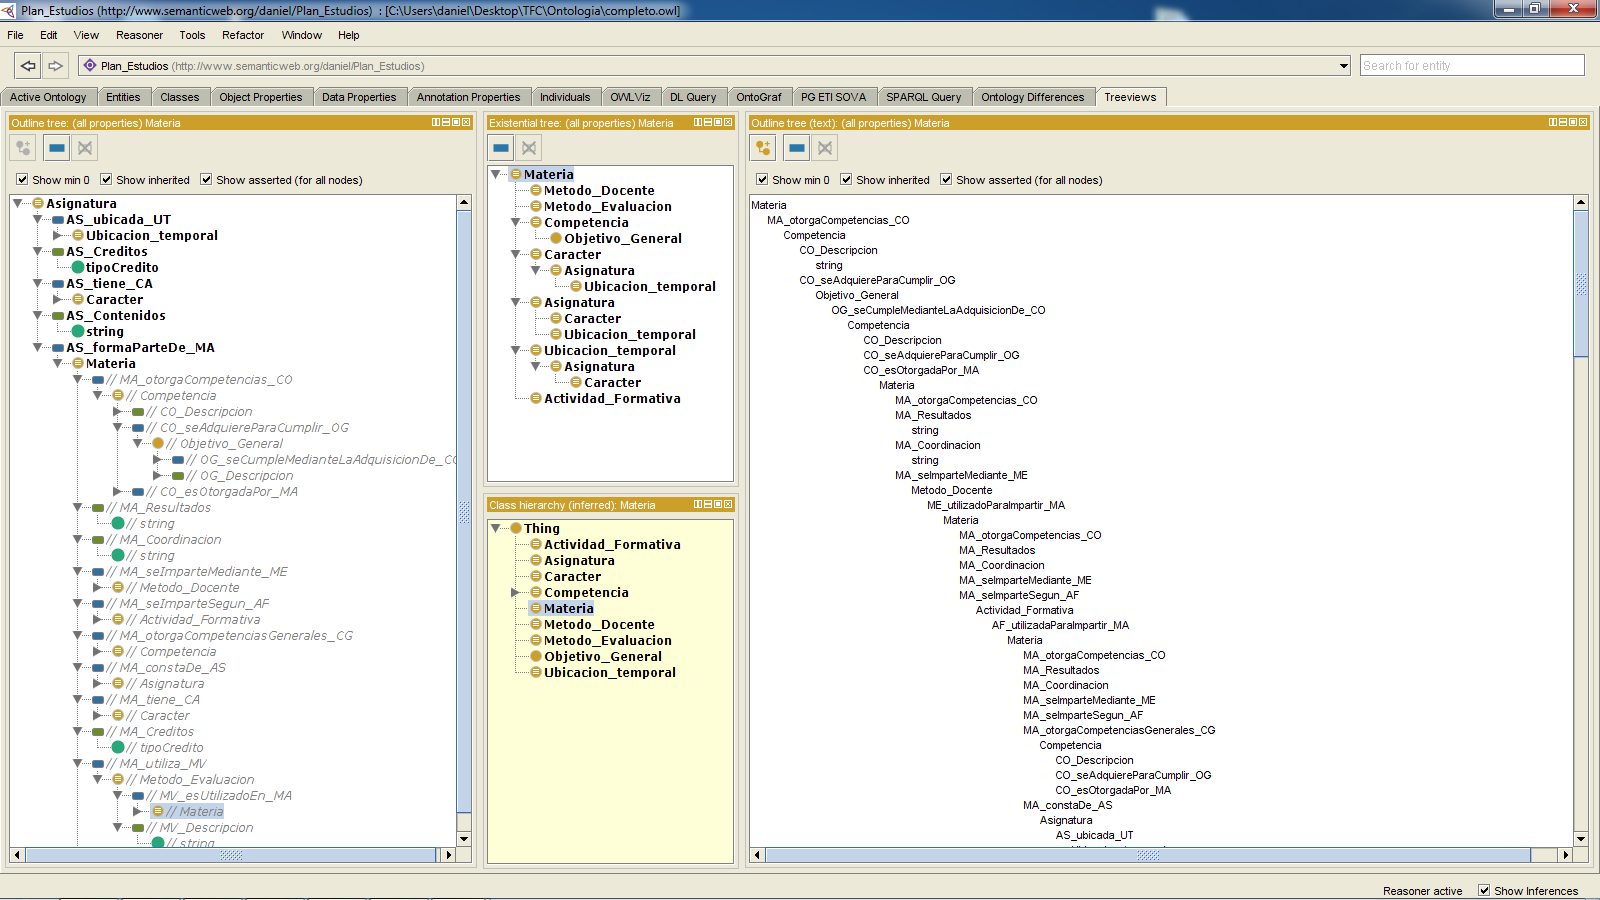 Plan_Estudios (http://www.semanticweb.org/daniel/Plan_Estudios) : [C:\Users\daniel\Desktop\TFC\Ontologia\completo.owl]
File Edit View Reasoner Tools Refactor Window Help
Plan_Estudios (http://www.semanticweb.org/daniel/Plan_Estudios)
Search for entity
Active Ontology Entities Classes Object Properties Data Properties Annotation Properties Individuals OWLViz DL Query OntoGraf PG ETI SOVA SPARQL Query Ontology Differences Treeviews
Outline tree: (all properties) Materia
Show min 0 Show inherited Show asserted (for all nodes)
Asignatura
AS_ubicada_UT
Ubicacion_temporal
AS_Creditos
tipoCredito
AS_tiene_CA
Caracter
AS_Contenidos
string
AS_formaParteDe_MA
Materia
// MA_otorgaCompetencias_CO
// Competencia
// CO_Descripcion
// CO_seAdquiereParaCumplir_OG
// Objetivo_General
// OG_seCumpleMedianteLaAdquisicionDe_CO
// OG_Descripcion
// CO_esOtorgadaPor_MA
// MA_Resultados
// string
// MA_Coordinacion
// string
// MA_seImparteMediante_ME
// Metodo_Docente
// MA_seImparteSegun_AF
// Actividad_Formativa
// MA_otorgaCompetenciasGenerales_CG
// Competencia
// MA_constaDe_AS
// Asignatura
// MA_tiene_CA
// Caracter
// MA_Creditos
// tipoCredito
// MA_utiliza_MV
// Metodo_Evaluacion
// MV_esUtilizadoEn_MA
// Materia
// MV_Descripcion
// string
Existential tree: (all properties) Materia
Materia
Metodo_Docente
Metodo_Evaluacion
Competencia
Objetivo_General
Caracter
Asignatura
Ubicacion_temporal
Asignatura
Caracter
Ubicacion_temporal
Ubicacion_temporal
Asignatura
Caracter
Actividad_Formativa
Class hierarchy (inferred): Materia
Thing
Actividad_Formativa
Asignatura
Caracter
Competencia
Materia
Metodo_Docente
Metodo_Evaluacion
Objetivo_General
Ubicacion_temporal
Outline tree (text): (all properties) Materia
Show min 0 Show inherited Show asserted (for all nodes)
Materia
MA_otorgaCompetencias_CO
Competencia
CO_Descripcion
string
CO_seAdquiereParaCumplir_OG
Objetivo_General
OG_seCumpleMedianteLaAdquisicionDe_CO
Competencia
CO_Descripcion
CO_seAdquiereParaCumplir_OG
CO_esOtorgadaPor_MA
Materia
MA_otorgaCompetencias_CO
MA_Resultados
string
MA_Coordinacion
string
MA_seImparteMediante_ME
Metodo_Docente
ME_utilizadoParaImpartir_MA
Materia
MA_otorgaCompetencias_CO
MA_Resultados
MA_Coordinacion
MA_seImparteMediante_ME
MA_seImparteSegun_AF
Actividad_Formativa
AF_utilizadaParaImpartir_MA
Materia
MA_otorgaCompetencias_CO
MA_Resultados
MA_Coordinacion
MA_seImparteMediante_ME
MA_seImparteSegun_AF
MA_otorgaCompetenciasGenerales_CG
Competencia
CO_Descripcion
CO_seAdquiereParaCumplir_OG
CO_esOtorgadaPor_MA
MA_constaDe_AS
Asignatura
AS_ubicada_UT
Reasoner active Show Inferences